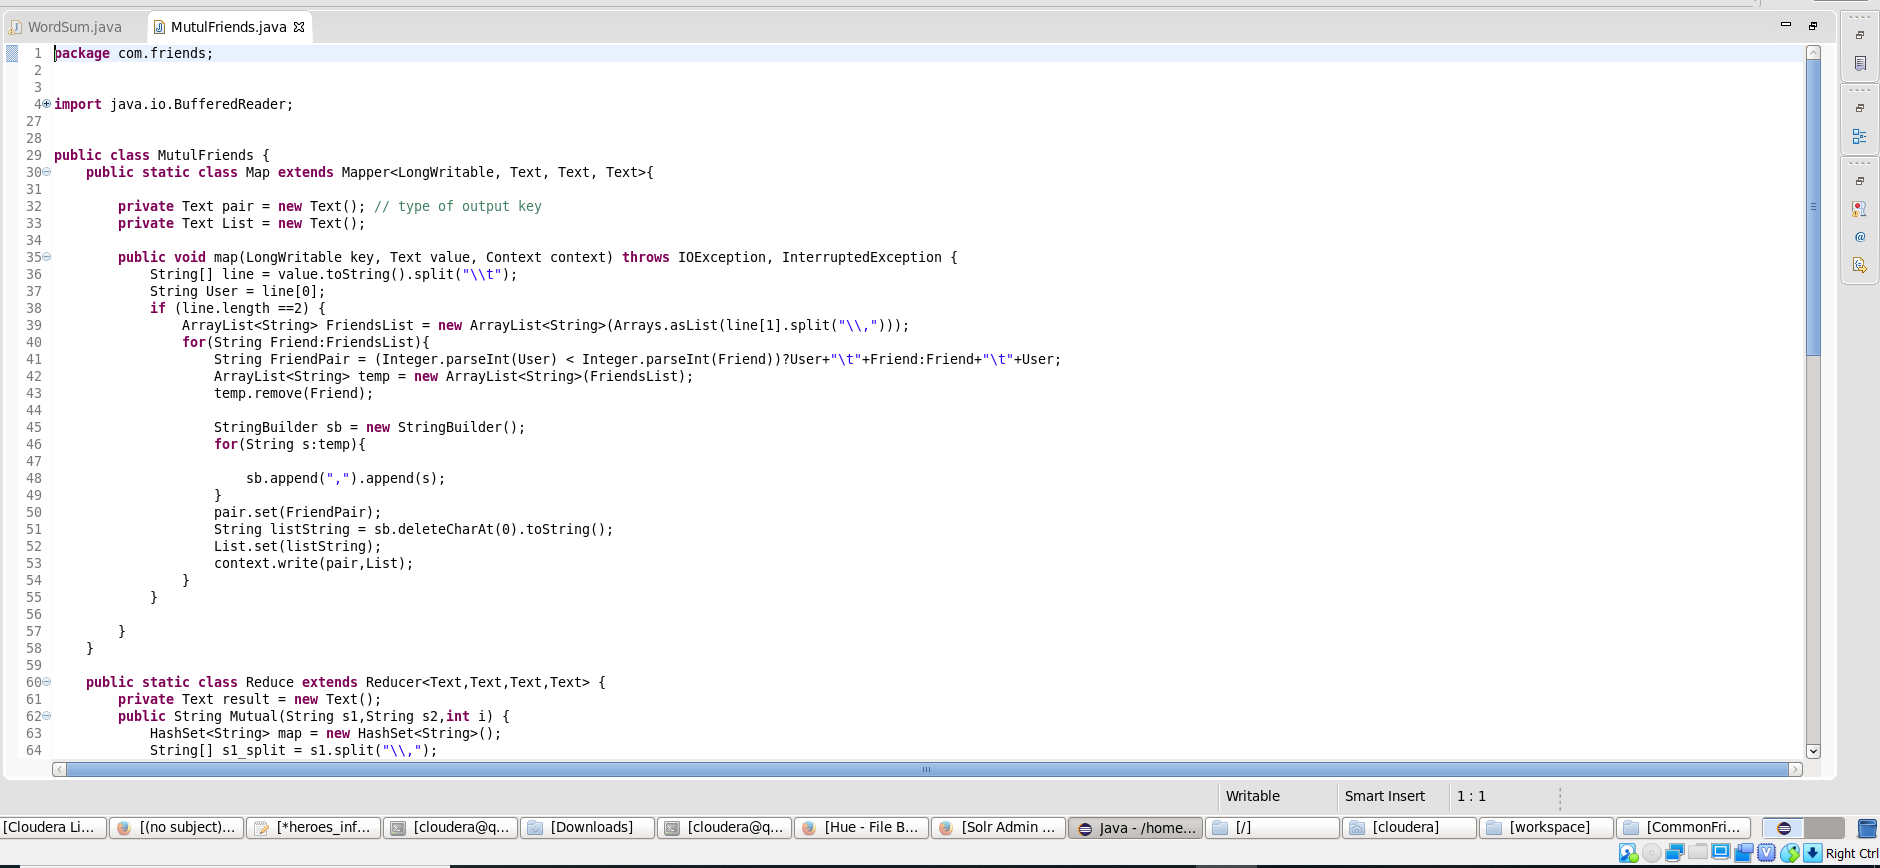 WordSum.java MutulFriends.java
1 package com.friends;
2
3
4 import java.io.BufferedReader;
27
28
29 public class MutulFriends {
30 public static class Map extends Mapper<LongWritable, Text, Text, Text>{
31
32 private Text pair = new Text(); // type of output key
33 private Text List = new Text();
34
35 public void map(LongWritable key, Text value, Context context) throws IOException, InterruptedException {
36 String[] line = value.toString().split("\\t");
37 String User = line[0];
38 if (line.length ==2) {
39 ArrayList<String> FriendsList = new ArrayList<String>(Arrays.asList(line[1].split("\\,")));
40 for(String Friend:FriendsList){
41 String FriendPair = (Integer.parseInt(User) < Integer.parseInt(Friend))?User+"\t"+Friend:Friend+"\t"+User;
42 ArrayList<String> temp = new ArrayList<String>(FriendsList);
43 temp.remove(Friend);
44
45 StringBuilder sb = new StringBuilder();
46 for(String s:temp){
47
48 sb.append(",").append(s);
49 }
50 pair.set(FriendPair);
51 String listString = sb.deleteCharAt(0).toString();
52 List.set(listString);
53 context.write(pair,List);
54 }
55 }
56
57 }
58 }
59
60 public static class Reduce extends Reducer<Text,Text,Text,Text> {
61 private Text result = new Text();
62 public String Mutual(String s1,String s2,int i) {
63 HashSet<String> map = new HashSet<String>();
64 String[] s1_split = s1.split("\\,");
Writable Smart Insert 1 : 1
[Cloudera Li... [(no subject)... [*heroes_inf... [cloudera@q... [Downloads] [cloudera@q... [Hue - File B... [Solr Admin ... Java - /home... [/] [cloudera] [workspace] [CommonFri...
Right Ctrl